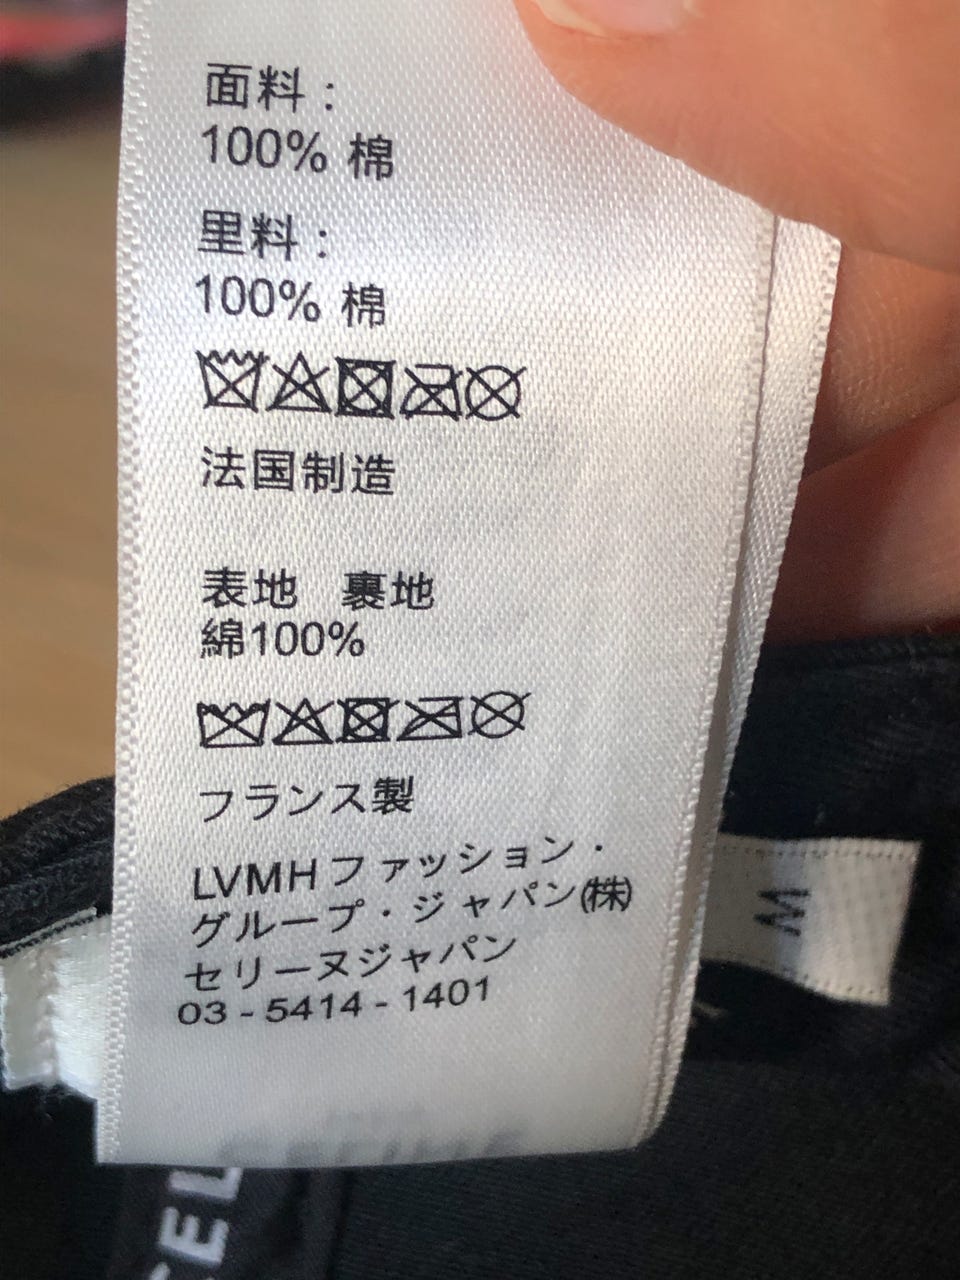 面料：
100% 棉
里料：
100% 棉
法国制造
表地　裏地
綿100%
フランス製
LVMHファッション・
グループ・ジャパン(株)
セリーヌジャパン
03 - 5414 - 1401
M
CEL